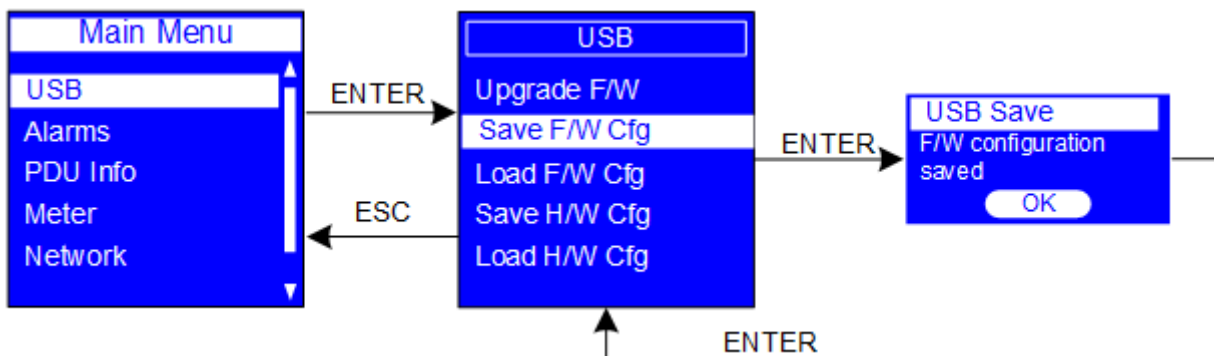 Main Menu
USB
Alarms
PDU Info
Meter
Network
ENTER
ESC
USB
Upgrade F/W
Save F/W Cfg
Load F/W Cfg
Save H/W Cfg
Load H/W Cfg
ENTER
USB Save
F/W configuration
saved
OK
ENTER